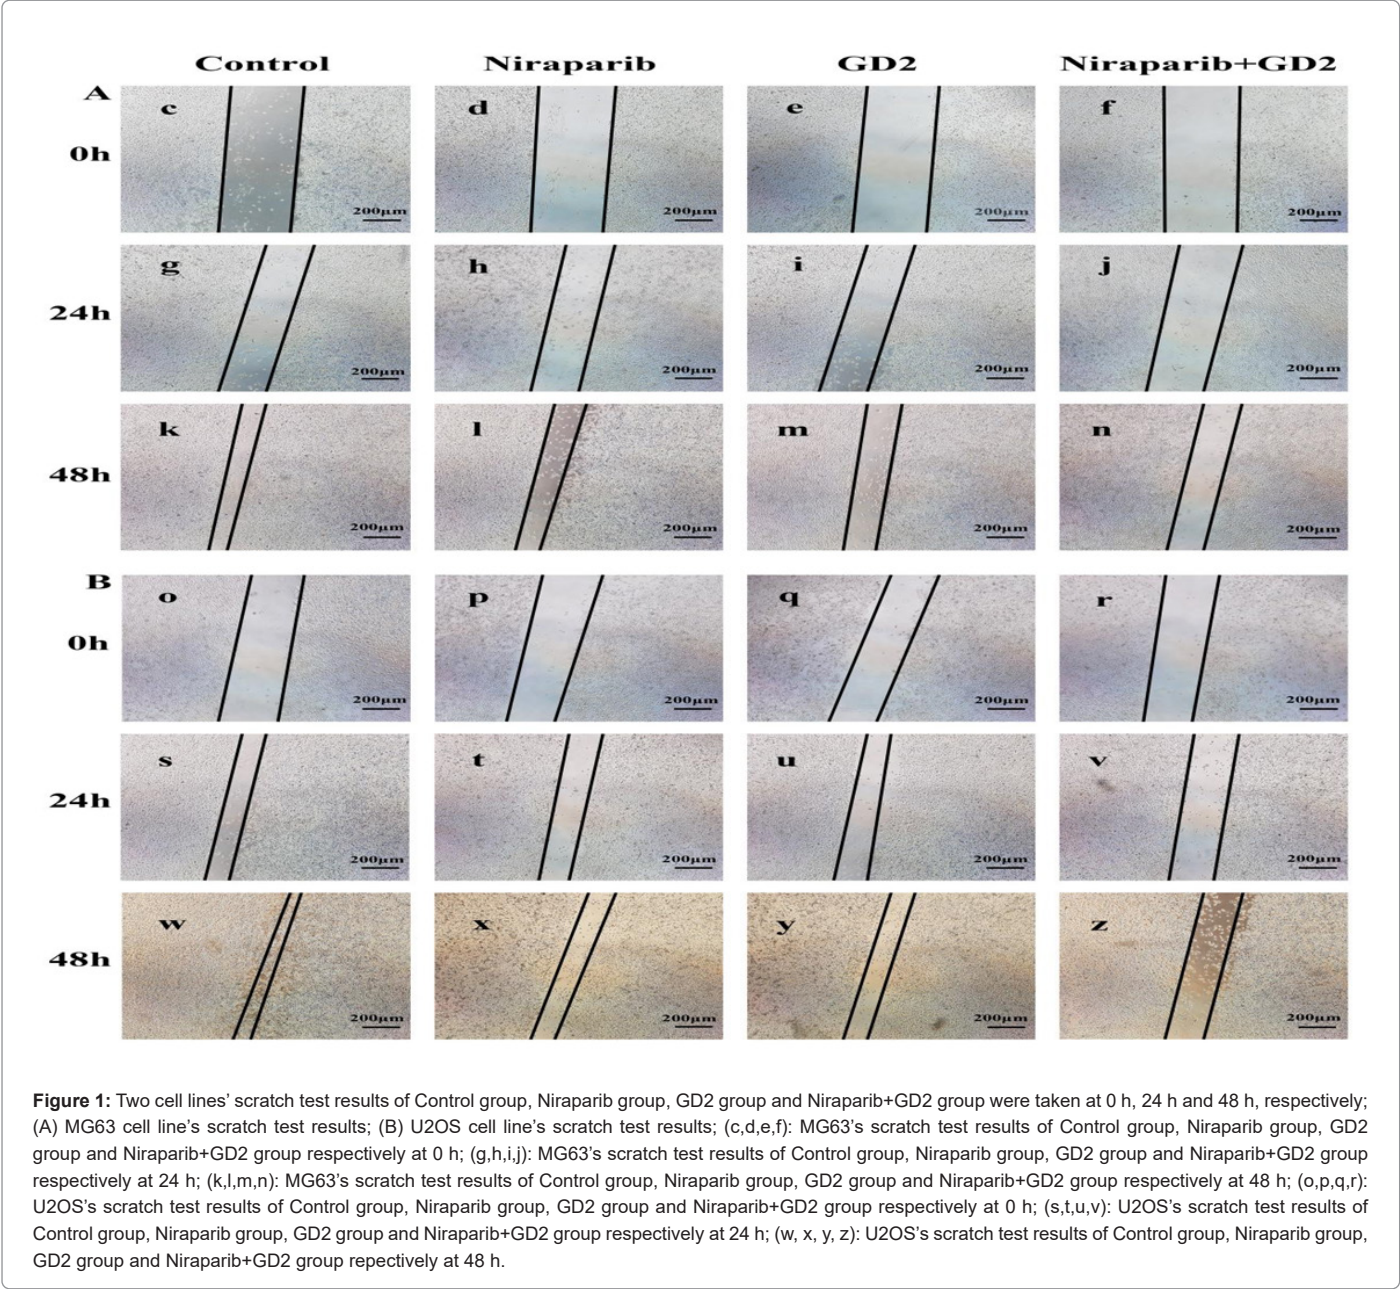 Control Niraparib GD2 Niraparib+GD2
A
c d e f
0h
200μm 200μm 200μm 200μm
g h i j
24h
200μm 200μm 200μm 200μm
k l m n
48h
200μm 200μm 200μm 200μm
B
o p q r
0h
200μm 200μm 200μm 200μm
s t u v
24h
200μm 200μm 200μm 200μm
w x y z
48h
200μm 200μm 200μm 200μm
Figure 1: Two cell lines’ scratch test results of Control group, Niraparib group, GD2 group and Niraparib+GD2 group were taken at 0 h, 24 h and 48 h, respectively;
(A) MG63 cell line’s scratch test results; (B) U2OS cell line’s scratch test results; (c,d,e,f): MG63’s scratch test results of Control group, Niraparib group, GD2
group and Niraparib+GD2 group respectively at 0 h; (g,h,i,j): MG63’s scratch test results of Control group, Niraparib group, GD2 group and Niraparib+GD2 group
respectively at 24 h; (k,l,m,n): MG63’s scratch test results of Control group, Niraparib group, GD2 group and Niraparib+GD2 group respectively at 48 h; (o,p,q,r):
U2OS’s scratch test results of Control group, Niraparib group, GD2 group and Niraparib+GD2 group respectively at 0 h; (s,t,u,v): U2OS’s scratch test results of
Control group, Niraparib group, GD2 group and Niraparib+GD2 group respectively at 24 h; (w, x, y, z): U2OS’s scratch test results of Control group, Niraparib group,
GD2 group and Niraparib+GD2 group repectively at 48 h.